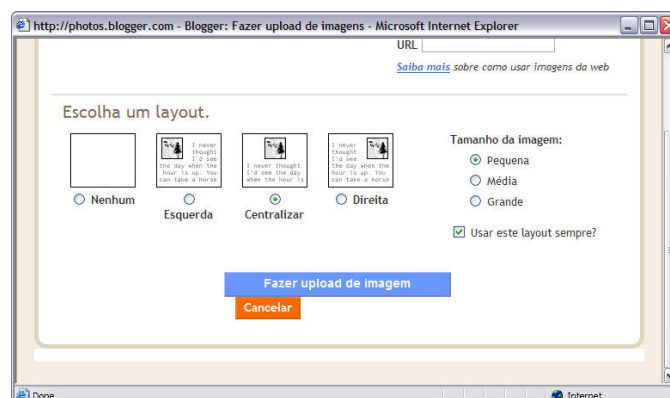 http://photos.blogger.com - Blogger: Fazer upload de imagens - Microsoft Internet Explorer
URL
Saiba mais sobre como usar imagens da web
Escolha um layout.
I never
thought
I'd see
the day when the
hour is up. You
can take a horse
I never thought
I'd see the day
when the hour is
I never
thought
I'd see
the day when the
hour is up. You
can take a horse
Nenhum
Esquerda
Centralizar
Direita
Tamanho da imagem:
Pequena
Média
Grande
Usar este layout sempre?
Fazer upload de imagem
Cancelar
Done
Internet